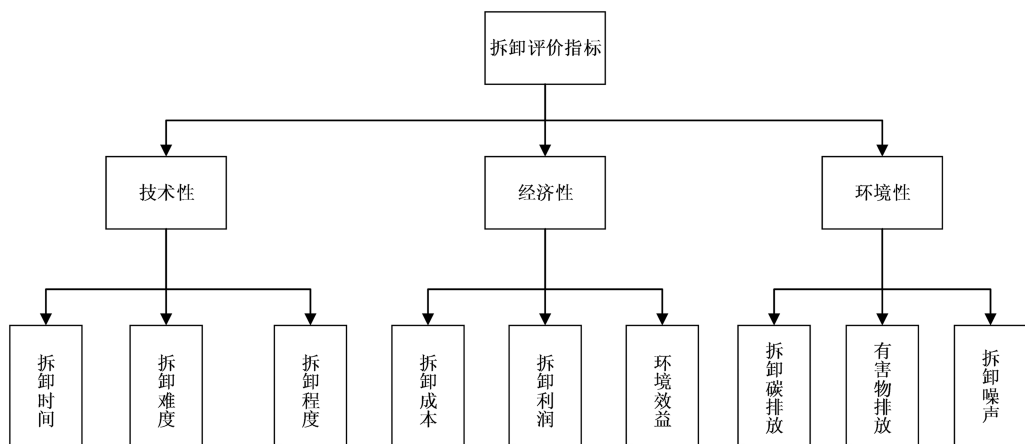 拆卸评价指标
技术性
经济性
环境性
拆卸时间
拆卸难度
拆卸程度
拆卸成本
拆卸利润
环境效益
拆卸碳排放
有害物排放
拆卸噪声